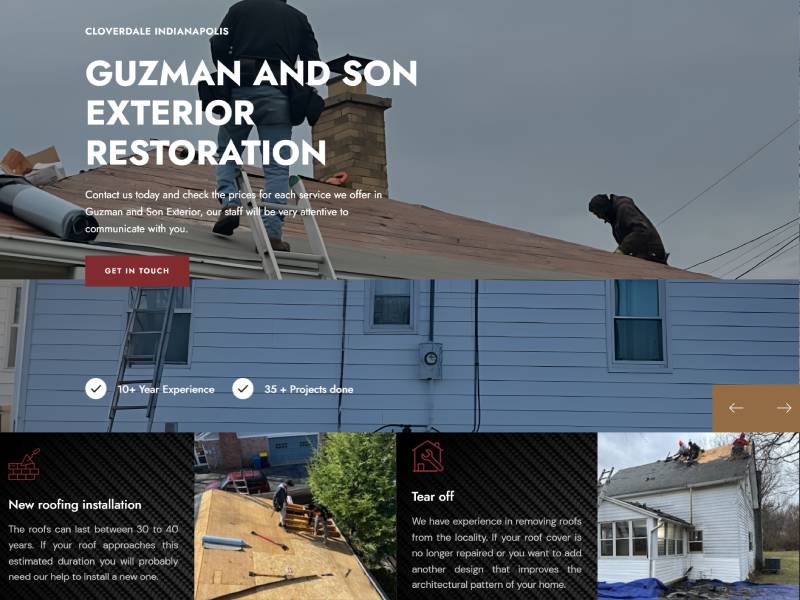 CLOVERDALE INDIANAPOLIS
GUZMAN AND SON
EXTERIOR
RESTORATION
Contact us today and check the prices for each service we offer in
Guzman and Son Exterior, our staff will be very attentive to
communicate with you.
GET IN TOUCH
10+ Year Experience
35 + Projects done
New roofing installation
The roofs can last between 30 to 40
years. If your roof approaches this
estimated duration you will probably
need our help to install a new one.
Tear off
We have experience in removing roofs
from the locality. If your roof cover is
no longer repaired or you want to add
another design that improves the
architectural pattern of your home.